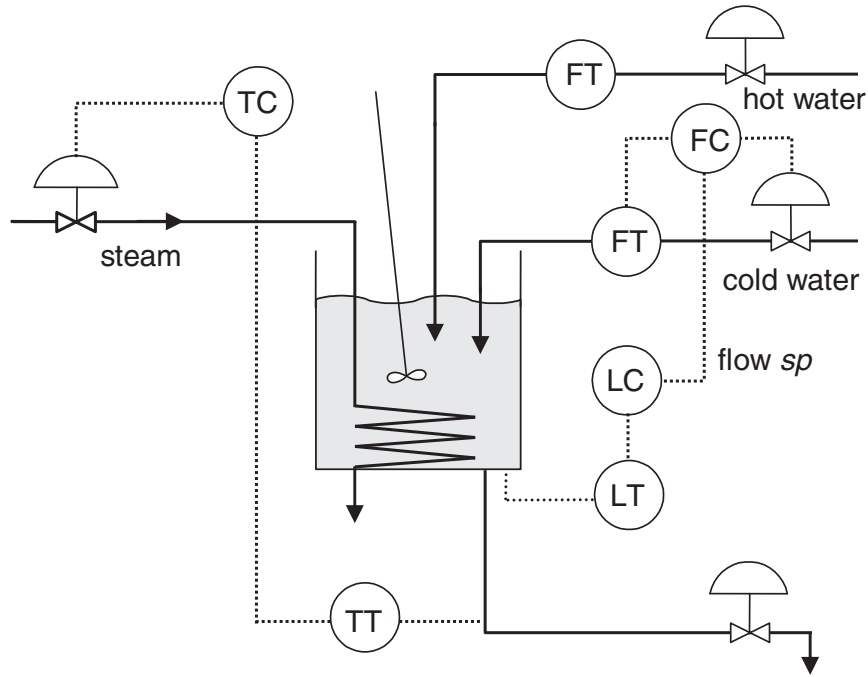 FT
hot water
TC
FC
FT
steam
cold water
flow sp
LC
LT
TT